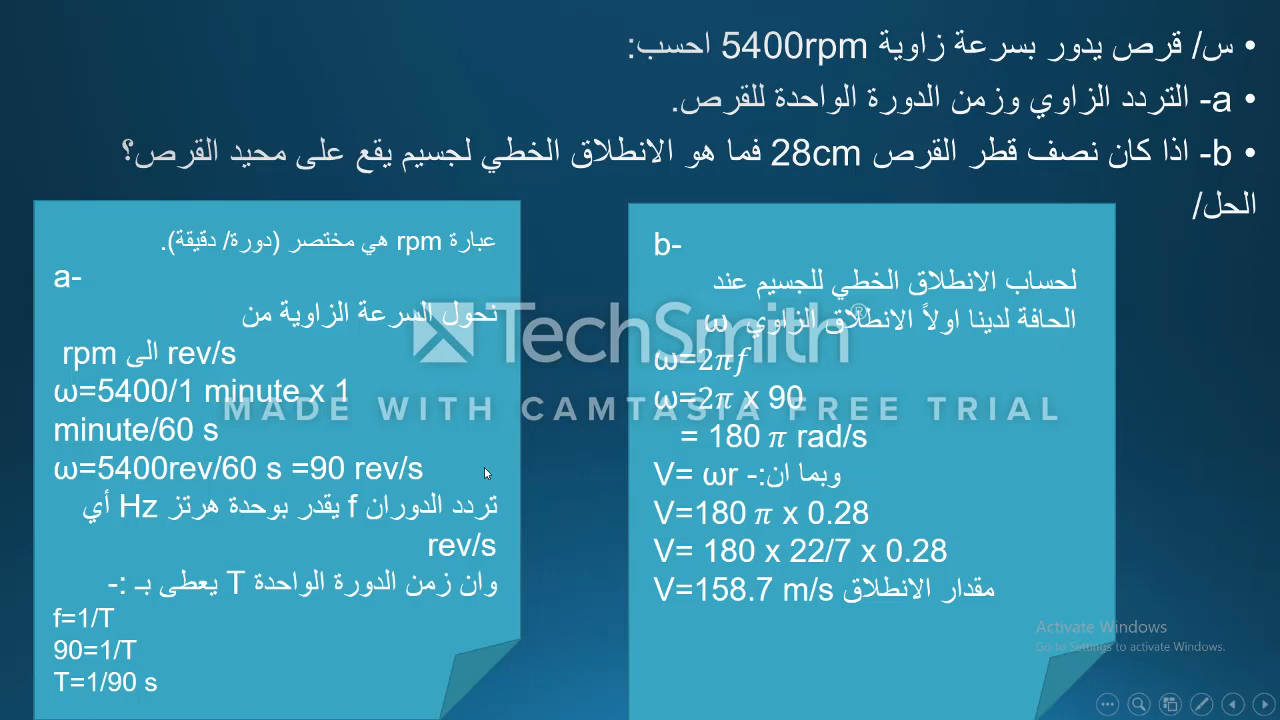 • س/ قرص يدور بسرعة زاوية 5400rpm احسب:
• a- التردد الزاوي وزمن الدورة الواحدة للقرص.
• b- اذا كان نصف قطر القرص 28cm فما هو الانطلاق الخطي لجسيم يقع على محيد القرص؟
الحل/
عبارة rpm هي مختصر (دورة/ دقيقة).
a-
نحول السرعة الزاوية من
rpm الى rev/s
ω=5400/1 minute x 1
minute/60 s
ω=5400rev/60 s =90 rev/s
تردد الدوران f يقدر بوحدة هرتز Hz أي
rev/s
وان زمن الدورة الواحدة T يعطى بـ :-
f=1/T
90=1/T
T=1/90 s
b-
لحساب الانطلاق الخطي للجسيم عند
الحافة لدينا اولاً الانطلاق الزاوي ω
ω=2πf
ω=2π x 90
= 180 π rad/s
V= ωr وبما ان:-
V=180 π x 0.28
V= 180 x 22/7 x 0.28
V=158.7 m/s مقدار الانطلاق
TechSmith®
MADE WITH CAMTASIA FREE TRIAL
Activate Windows
Go to Settings to activate Windows.